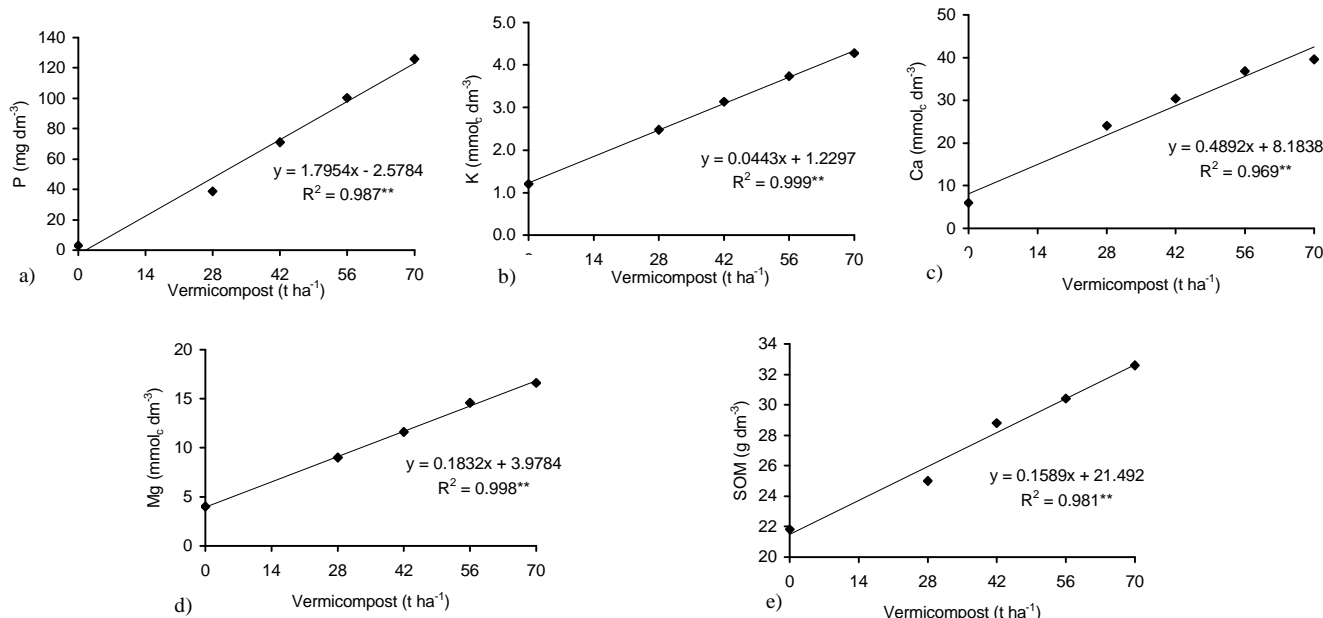 140
120
100
80
60
40
20
0
P (mg dm-3)
y = 1.7954x - 2.5784
R2 = 0.987**
0 14 28 42 56 70
Vermicompost (t ha-1)
a)
5.0
4.0
3.0
2.0
1.0
0.0
K (mmolc dm-3)
y = 0.0443x + 1.2297
R2 = 0.999**
14 28 42 56 70
Vermicompost (t ha-1)
b)
50
40
30
20
10
0
Ca (mmolc dm-3)
y = 0.4892x + 8.1838
R2 = 0.969**
0 14 28 42 56 70
Vermicompost (t ha-1)
c)
20
15
10
5
0
Mg (mmolc dm-3)
y = 0.1832x + 3.9784
R2 = 0.998**
0 14 28 42 56 70
Vermicompost (t ha-1)
d)
34
32
30
28
26
24
22
20
SOM (g dm-3)
y = 0.1589x + 21.492
R2 = 0.981**
0 14 28 42 56 70
Vermicompost (t ha-1)
e)